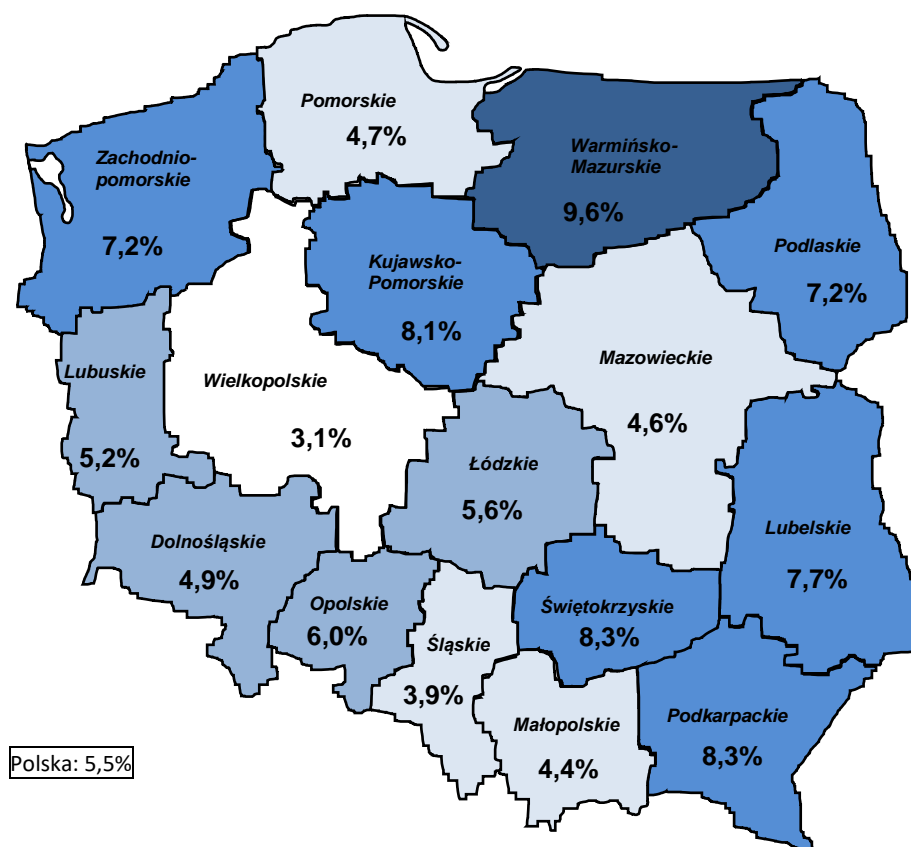 Pomorskie
4,7%
Zachodnio-
pomorskie
7,2%
Warmińsko-
Mazurskie
9,6%
Podlaskie
7,2%
Kujawsko-
Pomorskie
8,1%
Mazowieckie
4,6%
Lubuskie
5,2%
Wielkopolskie
3,1%
Łódzkie
5,6%
Lubelskie
7,7%
Dolnośląskie
4,9%
Opolskie
6,0%
Śląskie
3,9%
Świętokrzyskie
8,3%
Małopolskie
4,4%
Podkarpackie
8,3%
Polska: 5,5%